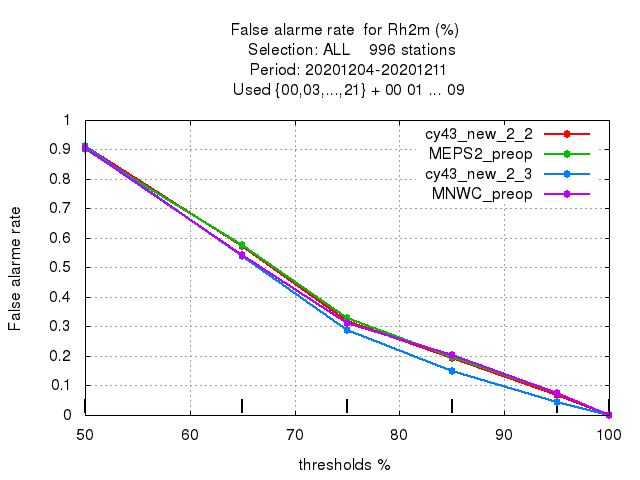 False alarme rate for Rh2m (%)
Selection: ALL 996 stations
Period: 20201204-20201211
Used {00,03,...,21} + 00 01 ... 09
cy43_new_2_2
MEPS2_preop
cy43_new_2_3
MNWC_preop
False alarme rate
1
0.9
0.8
0.7
0.6
0.5
0.4
0.3
0.2
0.1
0
50 60 70 80 90 100
thresholds %